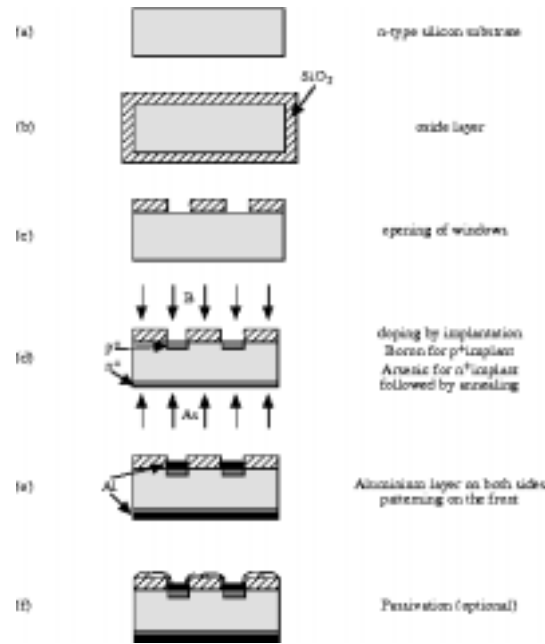 (a)
n-type silicon substrate
SiO2
(b)
oxide layer
(c)
opening of windows
B
(d)
p+
n+
doping by implantation
Boron for p+ implant
Arsenic for n+ implant
followed by annealing
As
(e)
Al
Aluminium layer on both sides
patterning on the front
(f)
Passivation (optional)